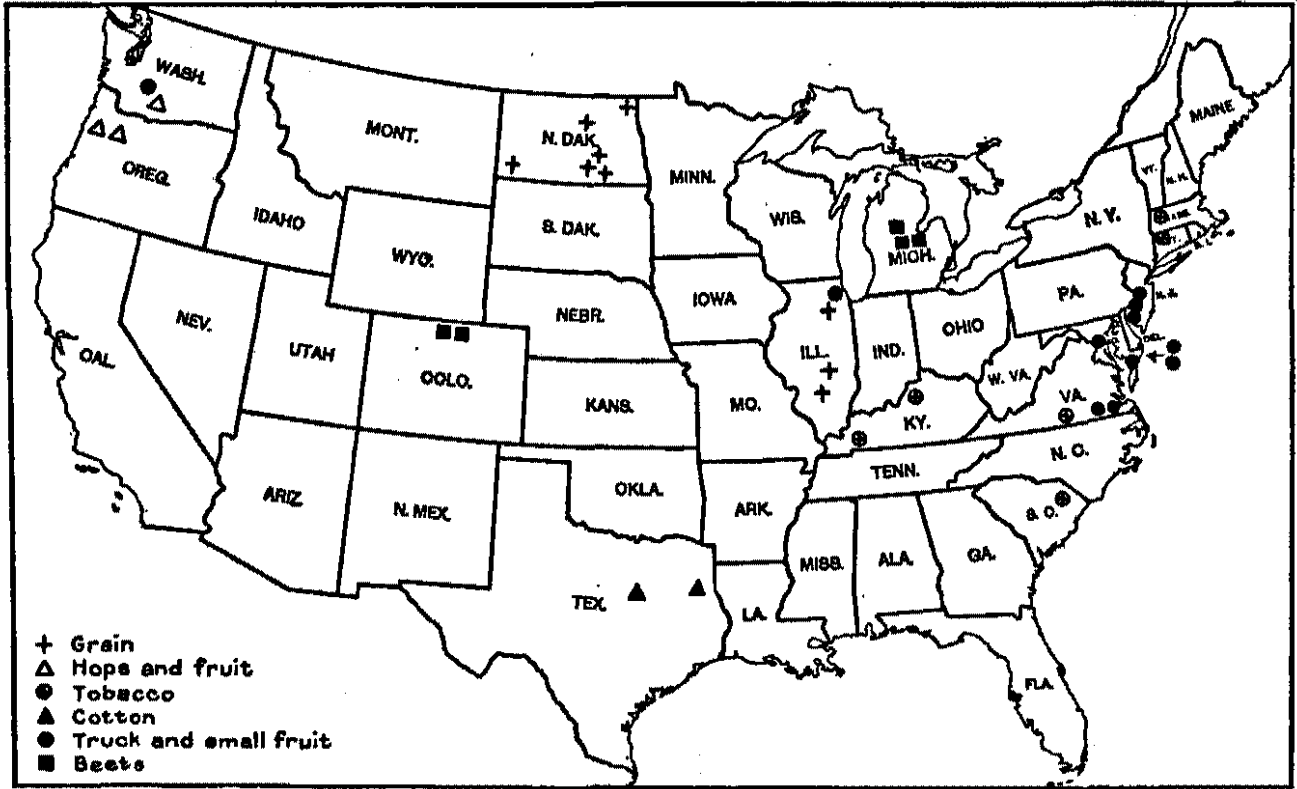 WASH.
MONT.
N. DAK.
MINN.
MAINE
OREG.
IDAHO
S. DAK.
WIS.
MICH.
VT.
N. H.
N. Y.
WYO.
NEBR.
IOWA
PA.
N. J.
CAL.
NEV.
UTAH
COLO.
KANS.
MO.
ILL.
IND.
OHIO
DEL.
W. VA.
VA.
KY.
ARIZ.
N. MEX.
OKLA.
ARK.
TENN.
N. C.
S. C.
TEX.
LA.
MISS.
ALA.
GA.
FLA.
Grain
Hops and fruit
Tobacco
Cotton
Truck and small fruit
Beets